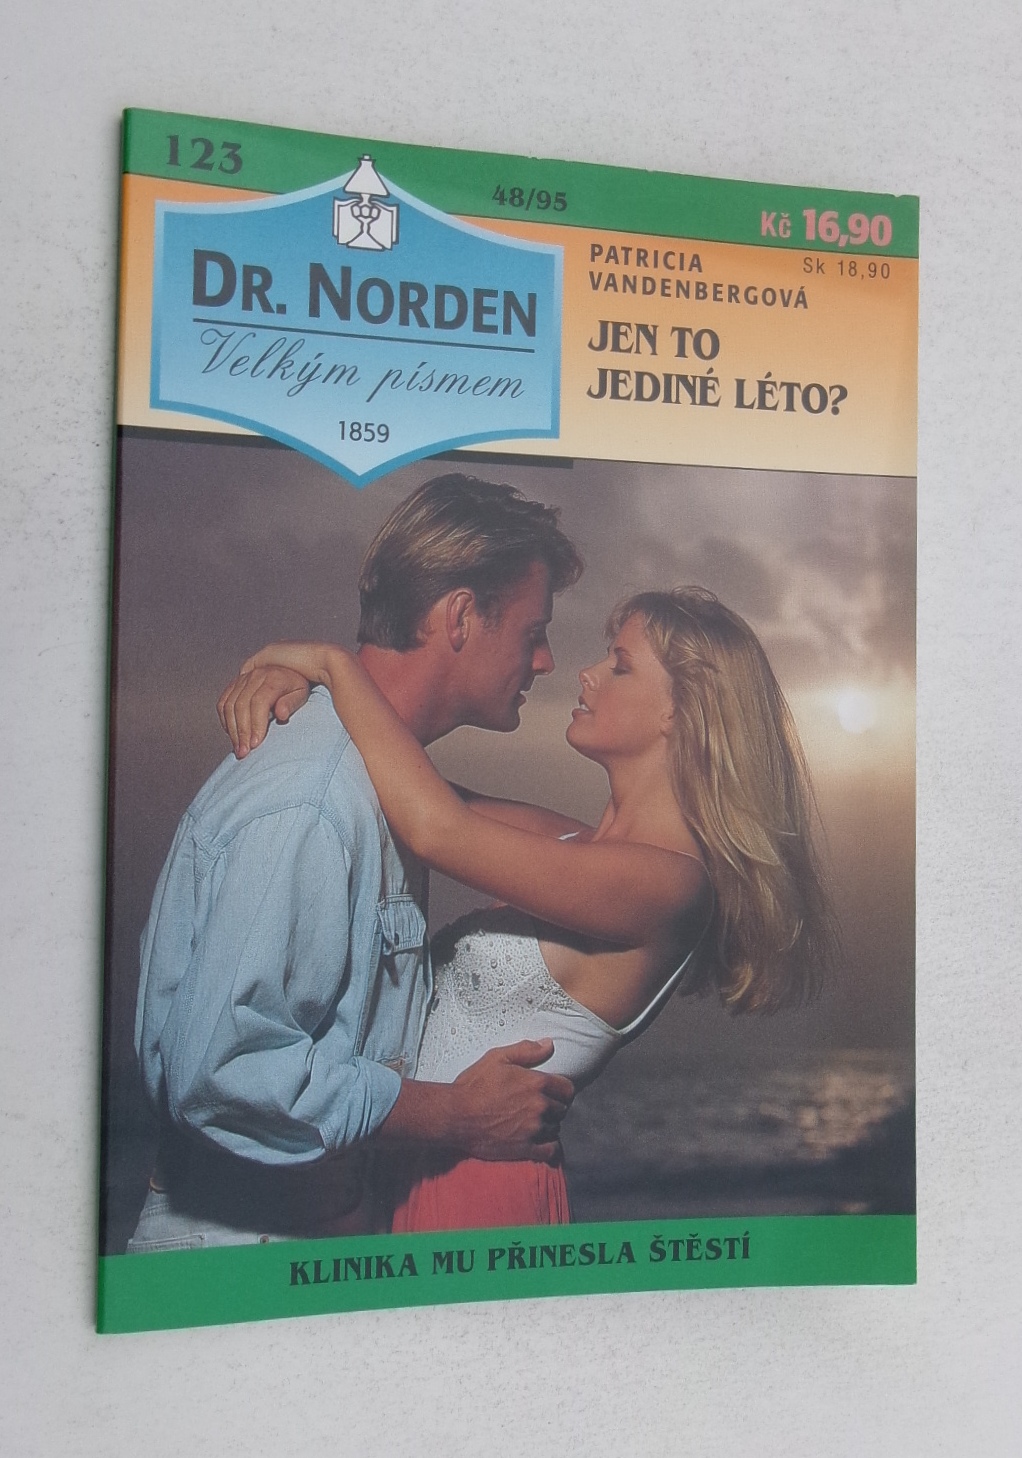 123
48/95
Kč 16,90
Sk 18,90
DR. NORDEN
Velkým písmem
1859
PATRICIA
VANDENBERGOVÁ
JEN TO
JEDINÉ LÉTO?
KLINIKA MU PŘINESLA ŠTĚSTÍ